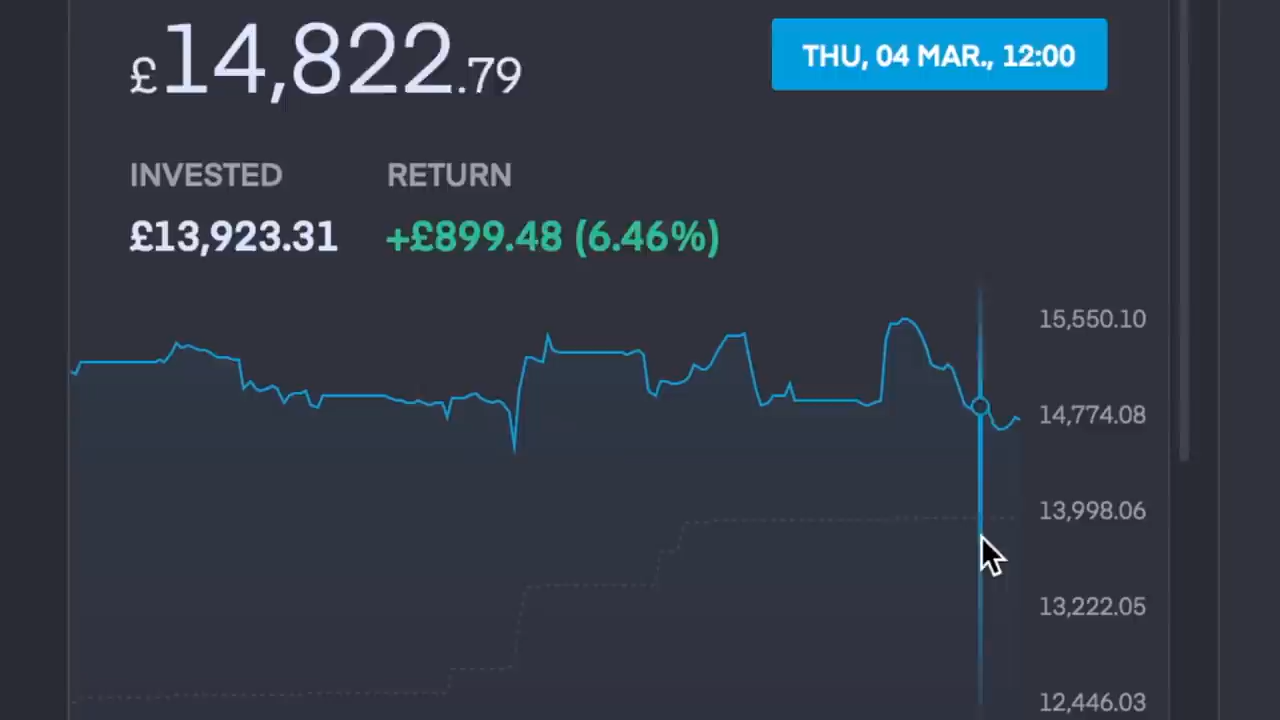 £14,822.79
THU, 04 MAR., 12:00
INVESTED
RETURN
£13,923.31
+£899.48 (6.46%)
15,550.10
14,774.08
13,998.06
13,222.05
12,446.03